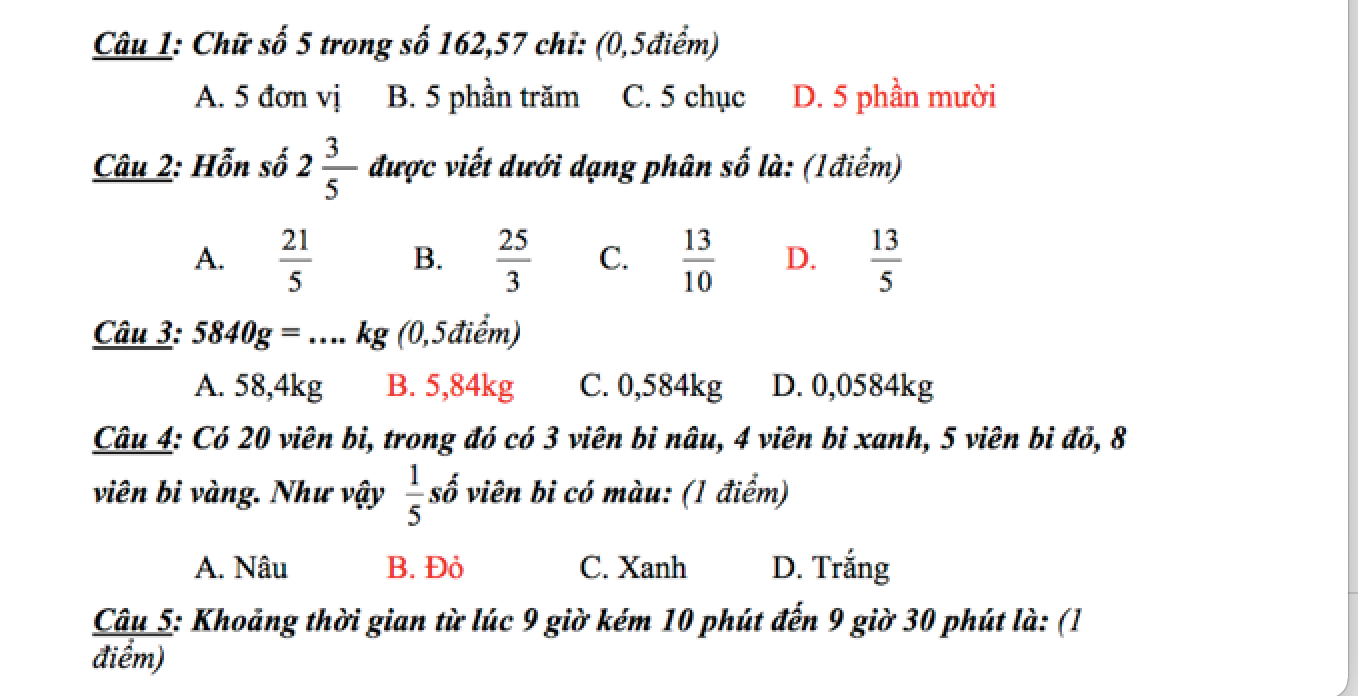 Câu 1: Chữ số 5 trong số 162,57 chỉ: (0,5điểm)
A. 5 đơn vị B. 5 phần trăm C. 5 chục D. 5 phần mười
Câu 2: Hỗn số 2 3/5 được viết dưới dạng phân số là: (1điểm)
A. 21/5 B. 25/3 C. 13/10 D. 13/5
Câu 3: 5840g = .... kg (0,5điểm)
A. 58,4kg B. 5,84kg C. 0,584kg D. 0,0584kg
Câu 4: Có 20 viên bi, trong đó có 3 viên bi nâu, 4 viên bi xanh, 5 viên bi đỏ, 8
viên bi vàng. Như vậy 1/5 số viên bi có màu: (1 điểm)
A. Nâu B. Đỏ C. Xanh D. Trắng
Câu 5: Khoảng thời gian từ lúc 9 giờ kém 10 phút đến 9 giờ 30 phút là: (1
điểm)